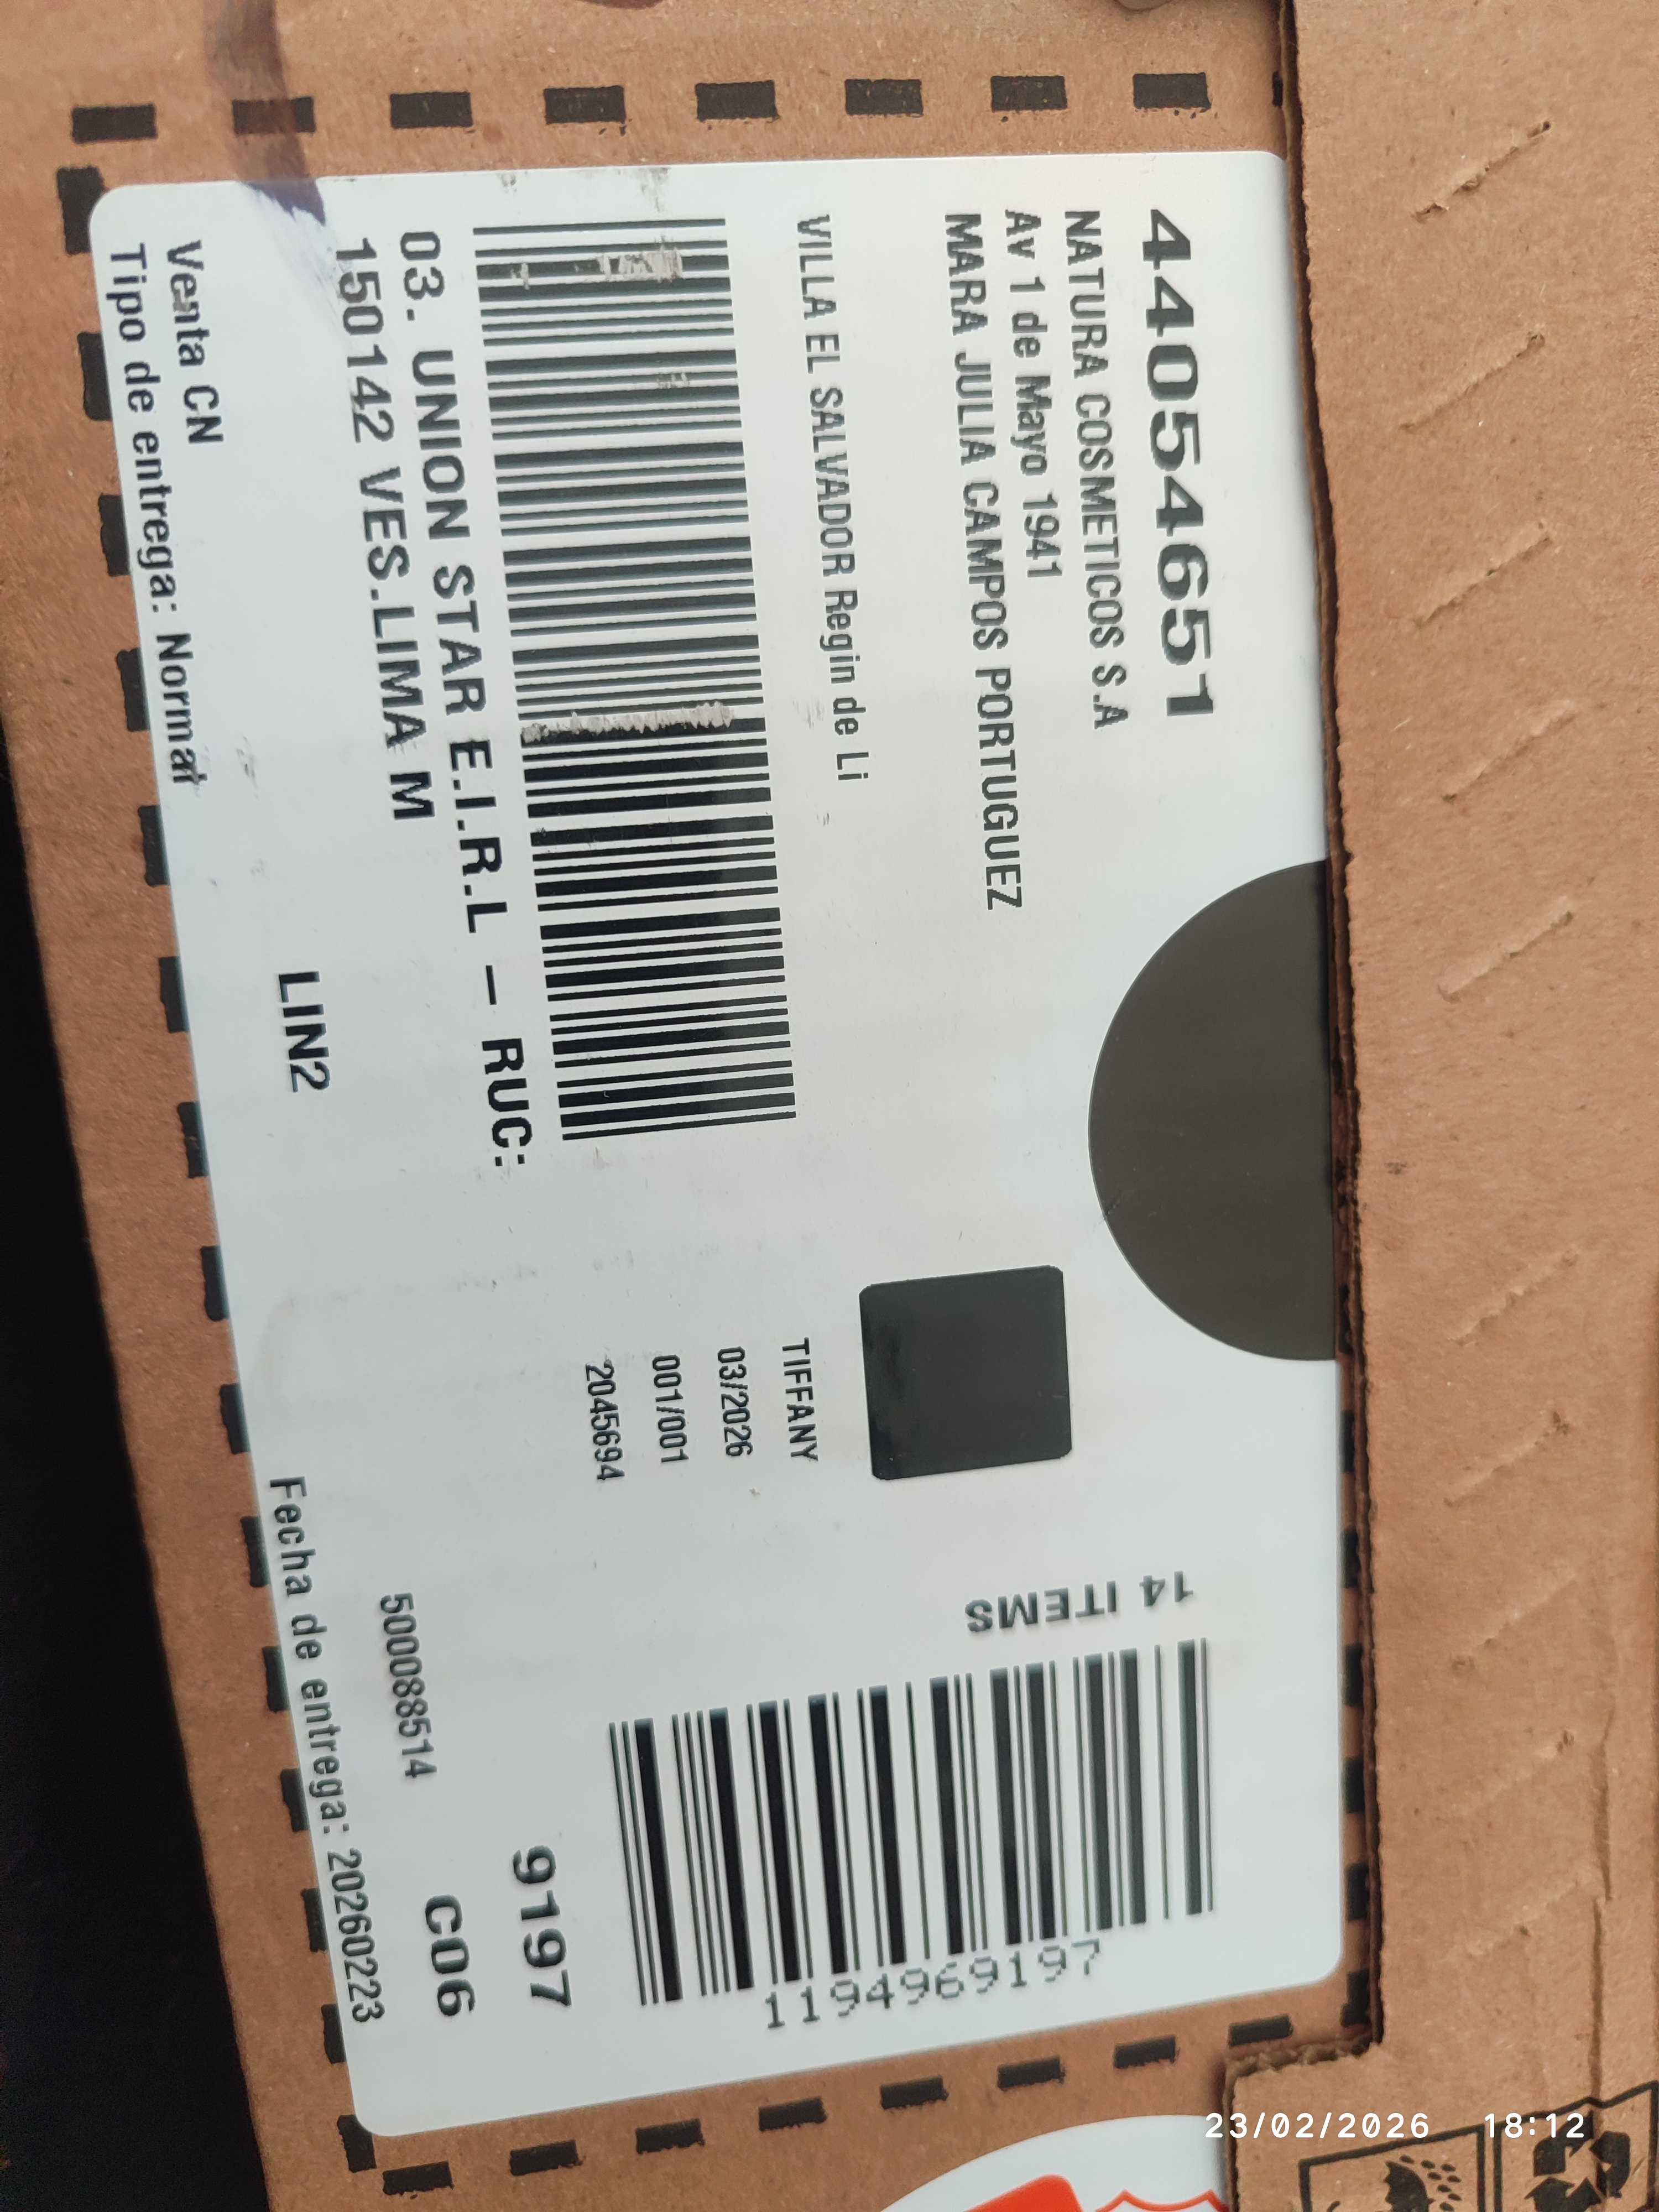 44054651
NATURA COSMETICOS S.A
Av 1 de Mayo 1941
MARA JULIA CAMPOS PORTUGUEZ
VILLA EL SALVADOR Regin de Li
03. UNION STAR E.I.R.L – RUC:
150142 VES.LIMA M
LIN2
Venta CN
Tipo de entrega: Normal
TIFFANY
03/2026
001/001
2045694
14 ITEMS
1194969197
9197
C06
500088514
Fecha de entrega: 20260223
23/02/2026 18:12